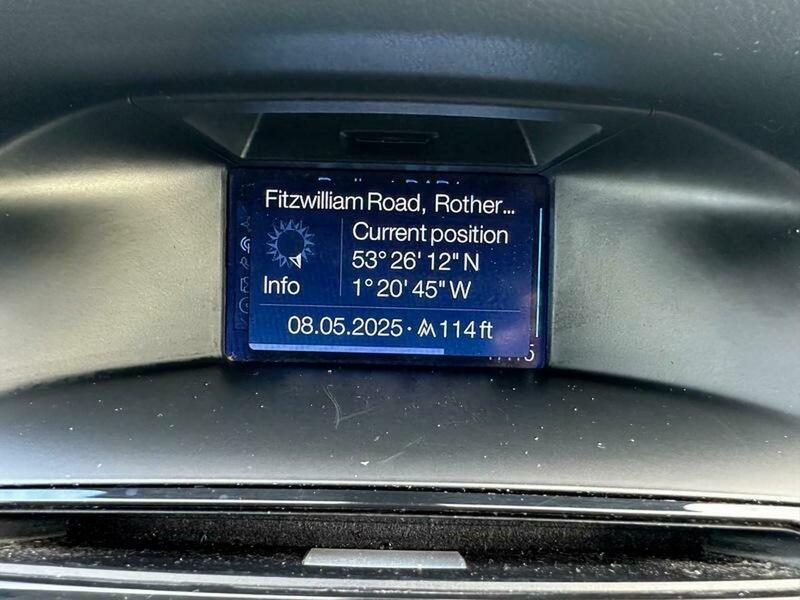 Fitzwilliam Road, Rother...
Current position
53° 26' 12" N
Info
1° 20' 45" W
08.05.2025 · 114 ft